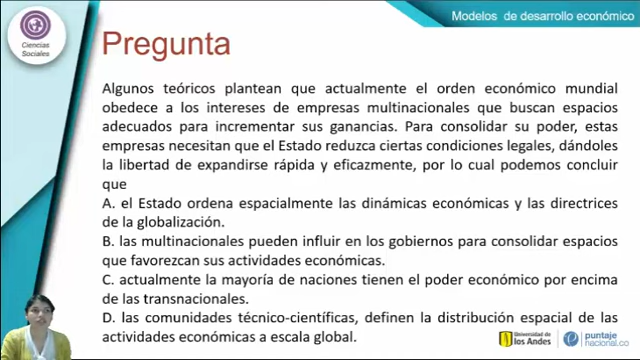 Modelos de desarrollo económico
Ciencias
Sociales
Pregunta
Algunos teóricos plantean que actualmente el orden económico mundial
obedece a los intereses de empresas multinacionales que buscan espacios
adecuados para incrementar sus ganancias. Para consolidar su poder, estas
empresas necesitan que el Estado reduzca ciertas condiciones legales, dándoles
la libertad de expandirse rápida y eficazmente, por lo cual podemos concluir
que
A. el Estado ordena espacialmente las dinámicas económicas y las directrices
de la globalización.
B. las multinacionales pueden influir en los gobiernos para consolidar espacios
que favorezcan sus actividades económicas.
C. actualmente la mayoría de naciones tienen el poder económico por encima
de las transnacionales.
D. las comunidades técnico-científicas, definen la distribución espacial de las
actividades económicas a escala global.
Universidad de
los Andes
puntaje
nacional.co